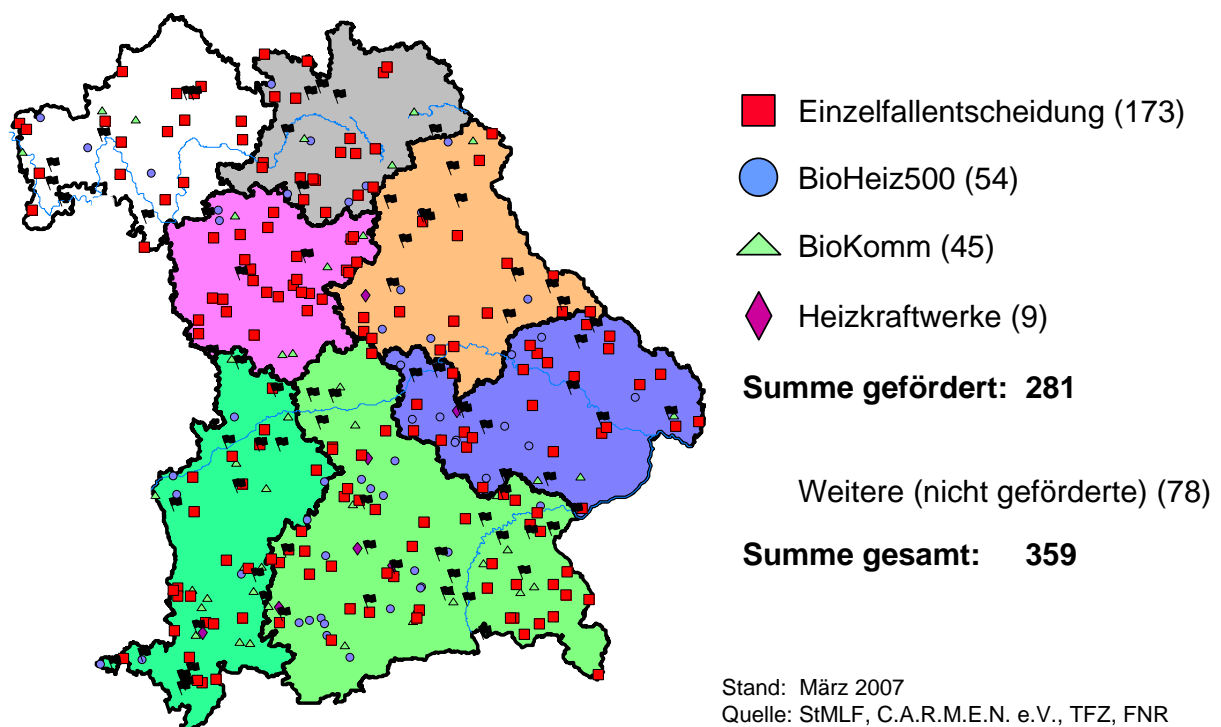 Einzelfallentscheidung (173)
BioHeiz500 (54)
BioKomm (45)
Heizkraftwerke (9)
Summe gefördert: 281
Weitere (nicht geförderte) (78)
Summe gesamt: 359
Stand: März 2007
Quelle: StMLF, C.A.R.M.E.N. e.V., TFZ, FNR